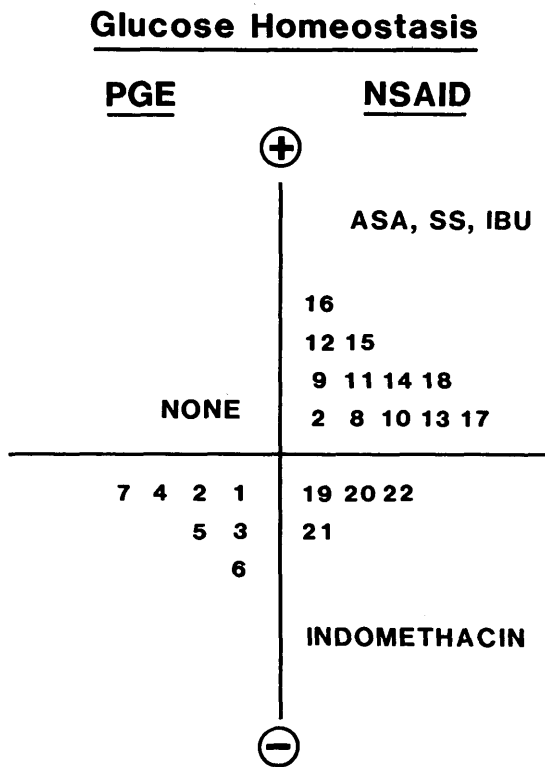 Glucose Homeostasis
PGE NSAID
+
ASA, SS, IBU
16
12 15
9 11 14 18
NONE
2 8 10 13 17
7 4 2 1 19 20 22
5 3 21
6
INDOMETHACIN
−